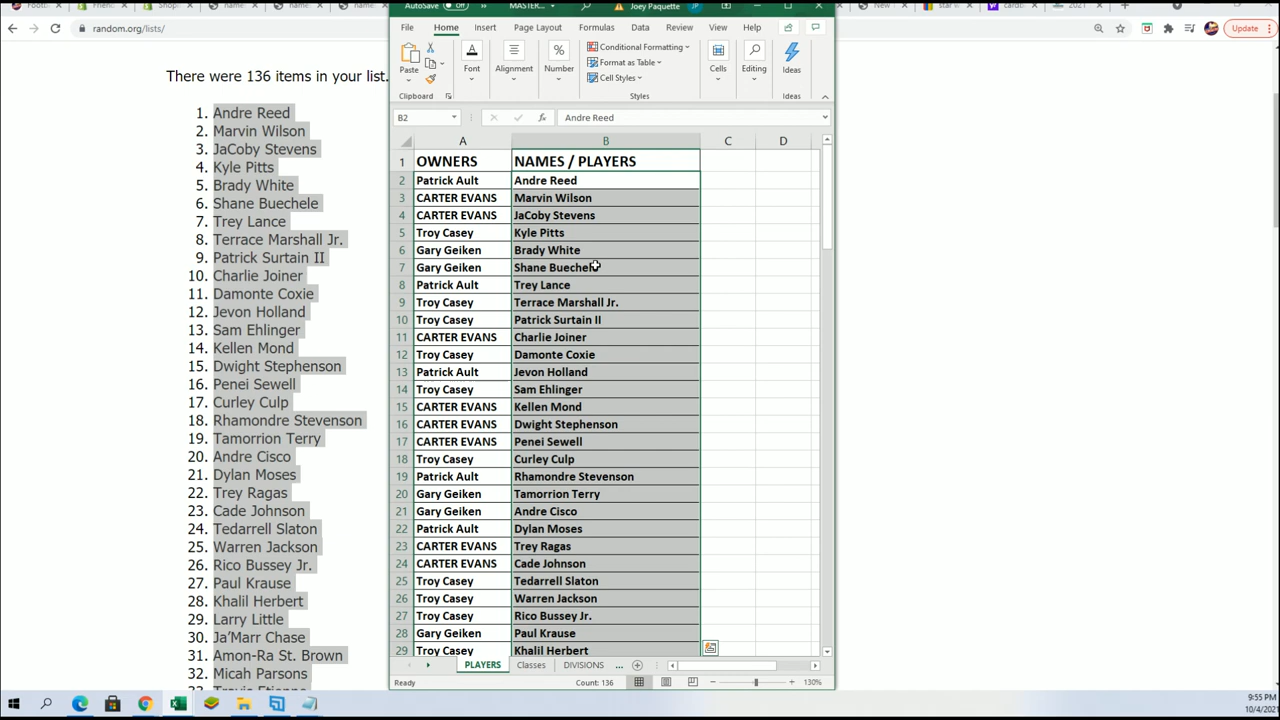 name
name
name
name
2021
star w
random.org/lists/
Update
There were 136 items in your list.
1. Andre Reed
2. Marvin Wilson
3. JaCoby Stevens
4. Kyle Pitts
5. Brady White
6. Shane Buechele
7. Trey Lance
8. Terrace Marshall Jr.
9. Patrick Surtain II
10. Charlie Joiner
11. Damonte Coxie
12. Jevon Holland
13. Sam Ehlinger
14. Kellen Mond
15. Dwight Stephenson
16. Penei Sewell
17. Curley Culp
18. Rhamondre Stevenson
19. Tamorrion Terry
20. Andre Cisco
21. Dylan Moses
22. Trey Ragas
23. Cade Johnson
24. Tedarrell Slaton
25. Warren Jackson
26. Rico Bussey Jr.
27. Paul Krause
28. Khalil Herbert
29. Larry Little
30. Ja'Marr Chase
31. Amon-Ra St. Brown
32. Micah Parsons
AutoSave Off MASTER... Joey Paquette JP
File Home Insert Page Layout Formulas Data Review View Help
Paste Font Alignment Number Conditional Formatting Format as Table Cell Styles Cells Editing Ideas
Clipboard Styles Ideas
B2 fx Andre Reed
A B C D
1 OWNERS NAMES / PLAYERS
2 Patrick Ault Andre Reed
3 CARTER EVANS Marvin Wilson
4 CARTER EVANS JaCoby Stevens
5 Troy Casey Kyle Pitts
6 Gary Geiken Brady White
7 Gary Geiken Shane Buechele
8 Patrick Ault Trey Lance
9 Troy Casey Terrace Marshall Jr.
10 Troy Casey Patrick Surtain II
11 CARTER EVANS Charlie Joiner
12 Troy Casey Damonte Coxie
13 Patrick Ault Jevon Holland
14 Troy Casey Sam Ehlinger
15 CARTER EVANS Kellen Mond
16 CARTER EVANS Dwight Stephenson
17 CARTER EVANS Penei Sewell
18 Troy Casey Curley Culp
19 Patrick Ault Rhamondre Stevenson
20 Gary Geiken Tamorrion Terry
21 Gary Geiken Andre Cisco
22 Patrick Ault Dylan Moses
23 CARTER EVANS Trey Ragas
24 CARTER EVANS Cade Johnson
25 Troy Casey Tedarrell Slaton
26 Troy Casey Warren Jackson
27 Troy Casey Rico Bussey Jr.
28 Gary Geiken Paul Krause
29 Troy Casey Khalil Herbert
PLAYERS Classes DIVISIONS ...
Ready Count: 136 130%
9:55 PM
10/4/2021